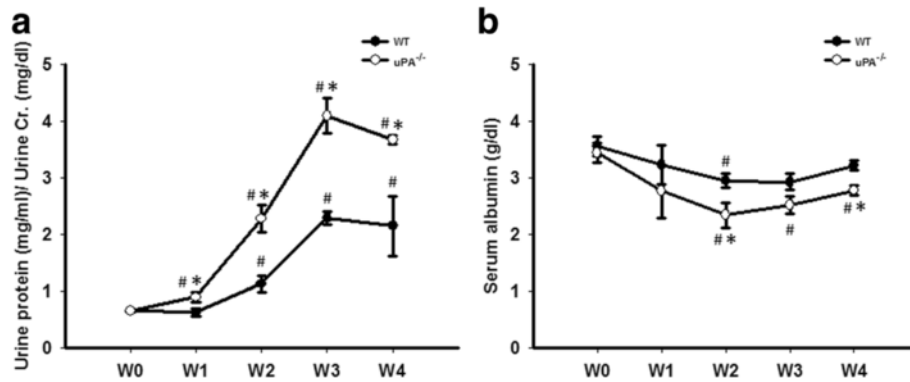 a
WT
uPA-/-
Urine protein (mg/ml)/ Urine Cr. (mg/dl)
5
4
3
2
1
0
# *
# *
# *
# *
#
#
#
W0 W1 W2 W3 W4
b
WT
uPA-/-
Serum albumin (g/dl)
5
4
3
2
1
0
#
# *
#
# *
W0 W1 W2 W3 W4